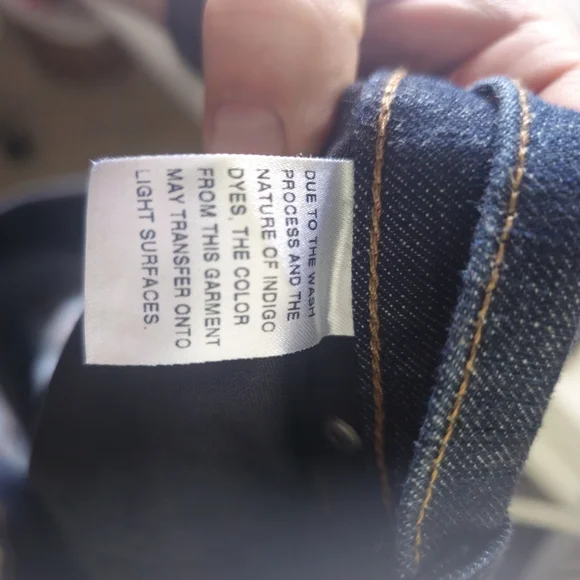 DUE TO THE WASH
PROCESS AND THE
NATURE OF INDIGO
DYES, THE COLOR
FROM THIS GARMENT
MAY TRANSFER ONTO
LIGHT SURFACES.